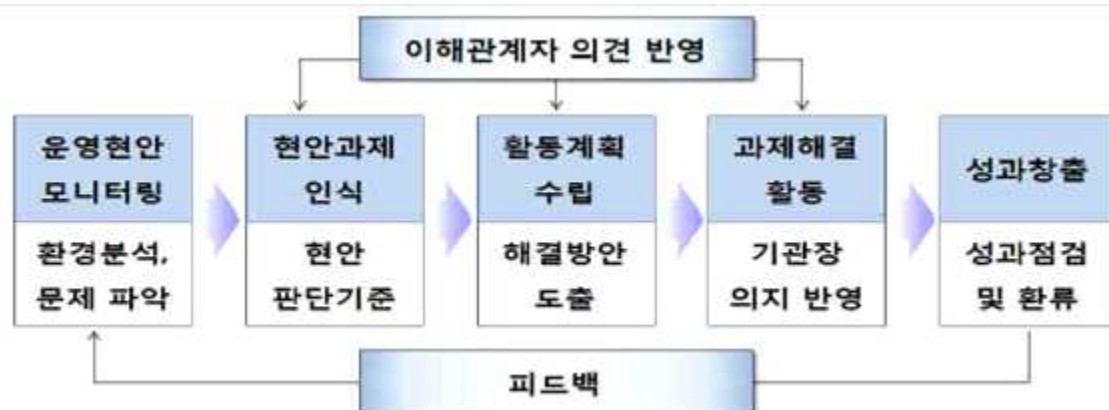 이해관계자 의견 반영
운영현안
모니터링
환경분석,
문제 파악
현안과제
인식
현안
판단기준
활동계획
수립
해결방안
도출
과제해결
활동
기관장
의지 반영
성과창출
성과점검
및 환류
피드백